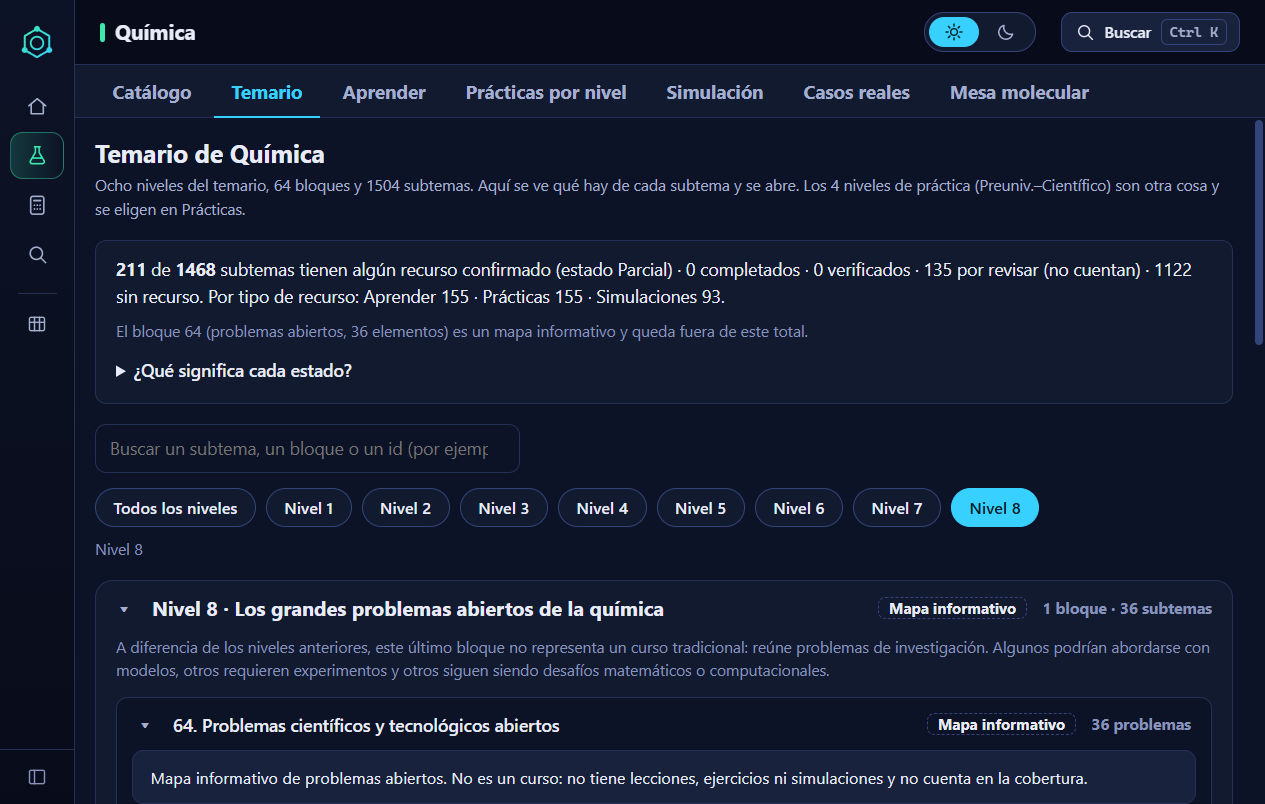 Química
Buscar Ctrl K
Catálogo Temario Aprender Prácticas por nivel Simulación Casos reales Mesa molecular
Temario de Química
Ocho niveles del temario, 64 bloques y 1504 subtemas. Aquí se ve qué hay de cada subtema y se abre. Los 4 niveles de práctica (Preuniv.–Científico) son otra cosa y
se eligen en Prácticas.
211 de 1468 subtemas tienen algún recurso confirmado (estado Parcial) · 0 completados · 0 verificados · 135 por revisar (no cuentan) · 1122
sin recurso. Por tipo de recurso: Aprender 155 · Prácticas 155 · Simulaciones 93.
El bloque 64 (problemas abiertos, 36 elementos) es un mapa informativo y queda fuera de este total.
¿Qué significa cada estado?
Buscar un subtema, un bloque o un id (por ejemp
Todos los niveles Nivel 1 Nivel 2 Nivel 3 Nivel 4 Nivel 5 Nivel 6 Nivel 7 Nivel 8
Nivel 8
Nivel 8 · Los grandes problemas abiertos de la química Mapa informativo 1 bloque · 36 subtemas
A diferencia de los niveles anteriores, este último bloque no representa un curso tradicional: reúne problemas de investigación. Algunos podrían abordarse con
modelos, otros requieren experimentos y otros siguen siendo desafíos matemáticos o computacionales.
64. Problemas científicos y tecnológicos abiertos Mapa informativo 36 problemas
Mapa informativo de problemas abiertos. No es un curso: no tiene lecciones, ejercicios ni simulaciones y no cuenta en la cobertura.